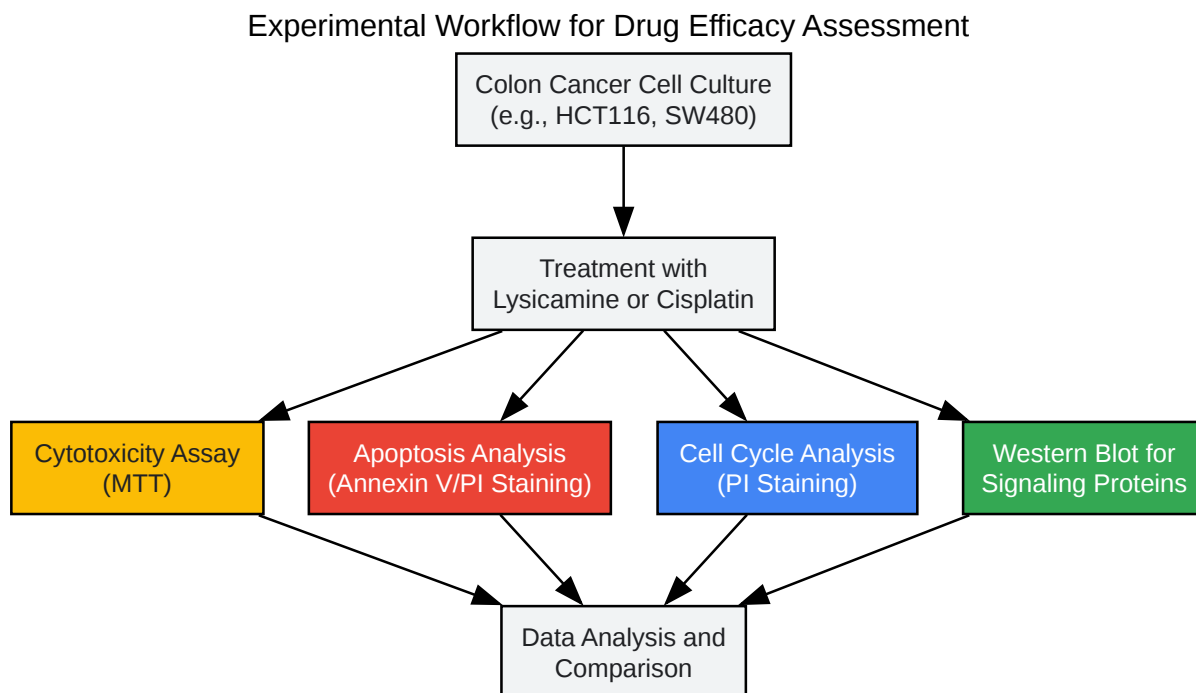 Experimental Workflow for Drug Efficacy Assessment
Colon Cancer Cell Culture
(e.g., HCT116, SW480)
Treatment with
Lysicamine or Cisplatin
Cytotoxicity Assay
(MTT)
Apoptosis Analysis
(Annexin V/PI Staining)
Cell Cycle Analysis
(PI Staining)
Western Blot for
Signaling Proteins
Data Analysis and
Comparison